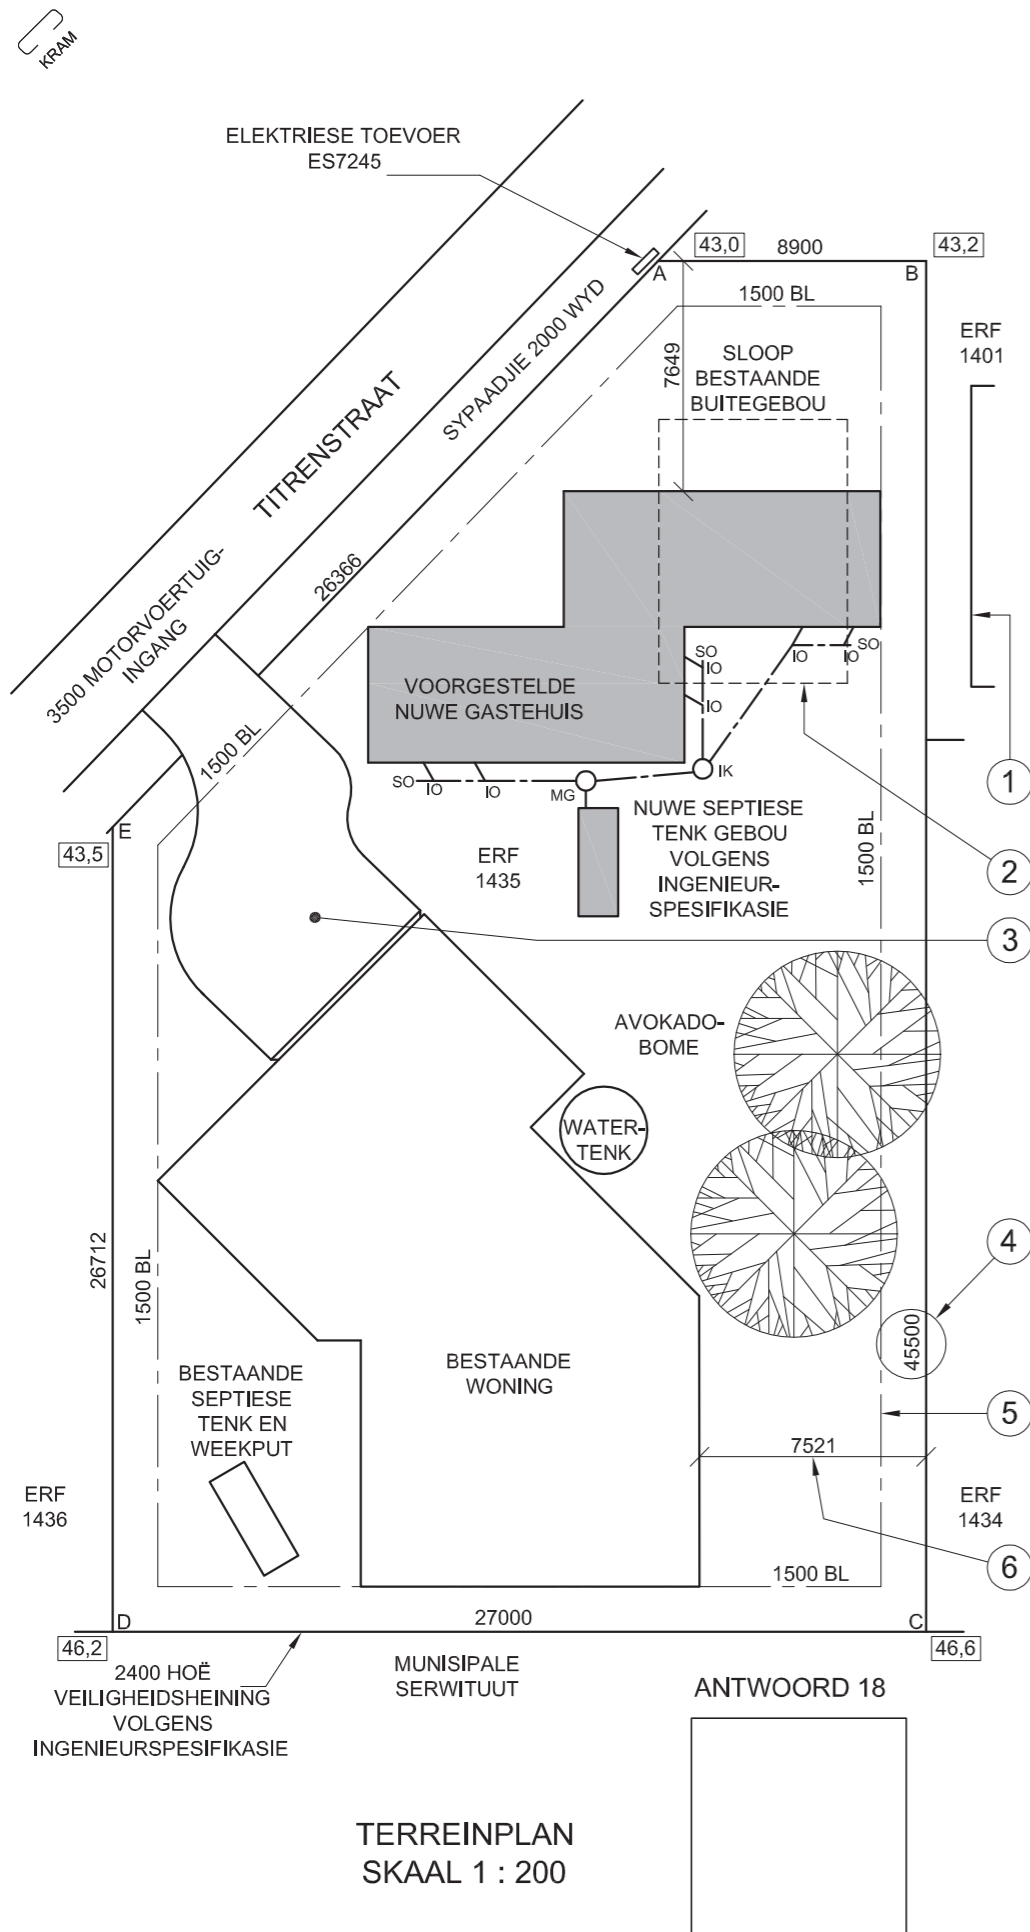 KRAM
ELEKTRIESE TOEVOER
ES7245
43,0
8900
43,2
A
B
1500 BL
SYPAADJIE 2000 WYD
ERF
1401
7649
SLOOP
BESTAANDE
BUITEGEBOU
TITRENSTRAAT
26366
3500 MOTORVOERTUIG-
INGANG
VOORGESTELDE
NUWE GASTEHUIS
SO
IO
IO
IO
IO
SO
1500 BL
SO
IO
IO
MG
IK
1
E
43,5
ERF
1435
NUWE SEPTIESE
TENK GEBOU
VOLGENS
INGENIEUR-
SPESIFIKASIE
1500 BL
2
3
AVOKADO-
BOME
WATER-
TENK
26712
1500 BL
4
45500
BESTAANDE
SEPTIESE
TENK EN
WEEKPUT
BESTAANDE
WONING
5
7521
ERF
1436
ERF
1434
6
1500 BL
D
27000
C
46,2
46,6
2400 HOË
VEILIGHEIDSHEINING
VOLGENS
INGENIEURSPESIFIKASIE
MUNISIPALE
SERWITUUT
ANTWOORD 18
TERREINPLAN
SKAAL 1 : 200